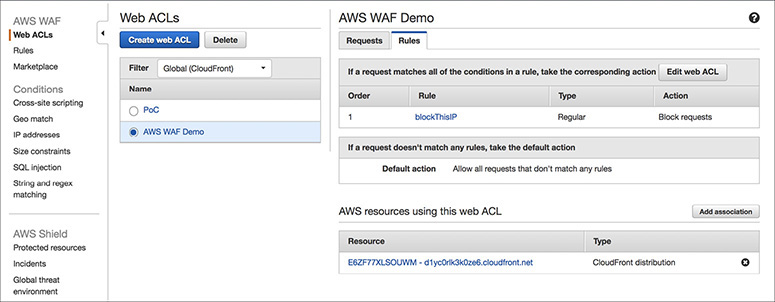 AWS WAF
Web ACLs
Rules
Marketplace
Conditions
Cross-site scripting
Geo match
IP addresses
Size constraints
SQL injection
String and regex
matching
AWS Shield
Protected resources
Incidents
Global threat
environment
Web ACLs
Create web ACL
Delete
Filter
Global (CloudFront)
Name
PoC
AWS WAF Demo
AWS WAF Demo
?
Requests
Rules
If a request matches all of the conditions in a rule, take the corresponding action
Edit web ACL
Order Rule Type Action
1 blockThisIP Regular Block requests
If a request doesn't match any rules, take the default action
Default action Allow all requests that don't match any rules
AWS resources using this web ACL
Add association
Resource Type
E6ZF77XLSOUWM - d1yc0rlk3k0ze6.cloudfront.net CloudFront distribution